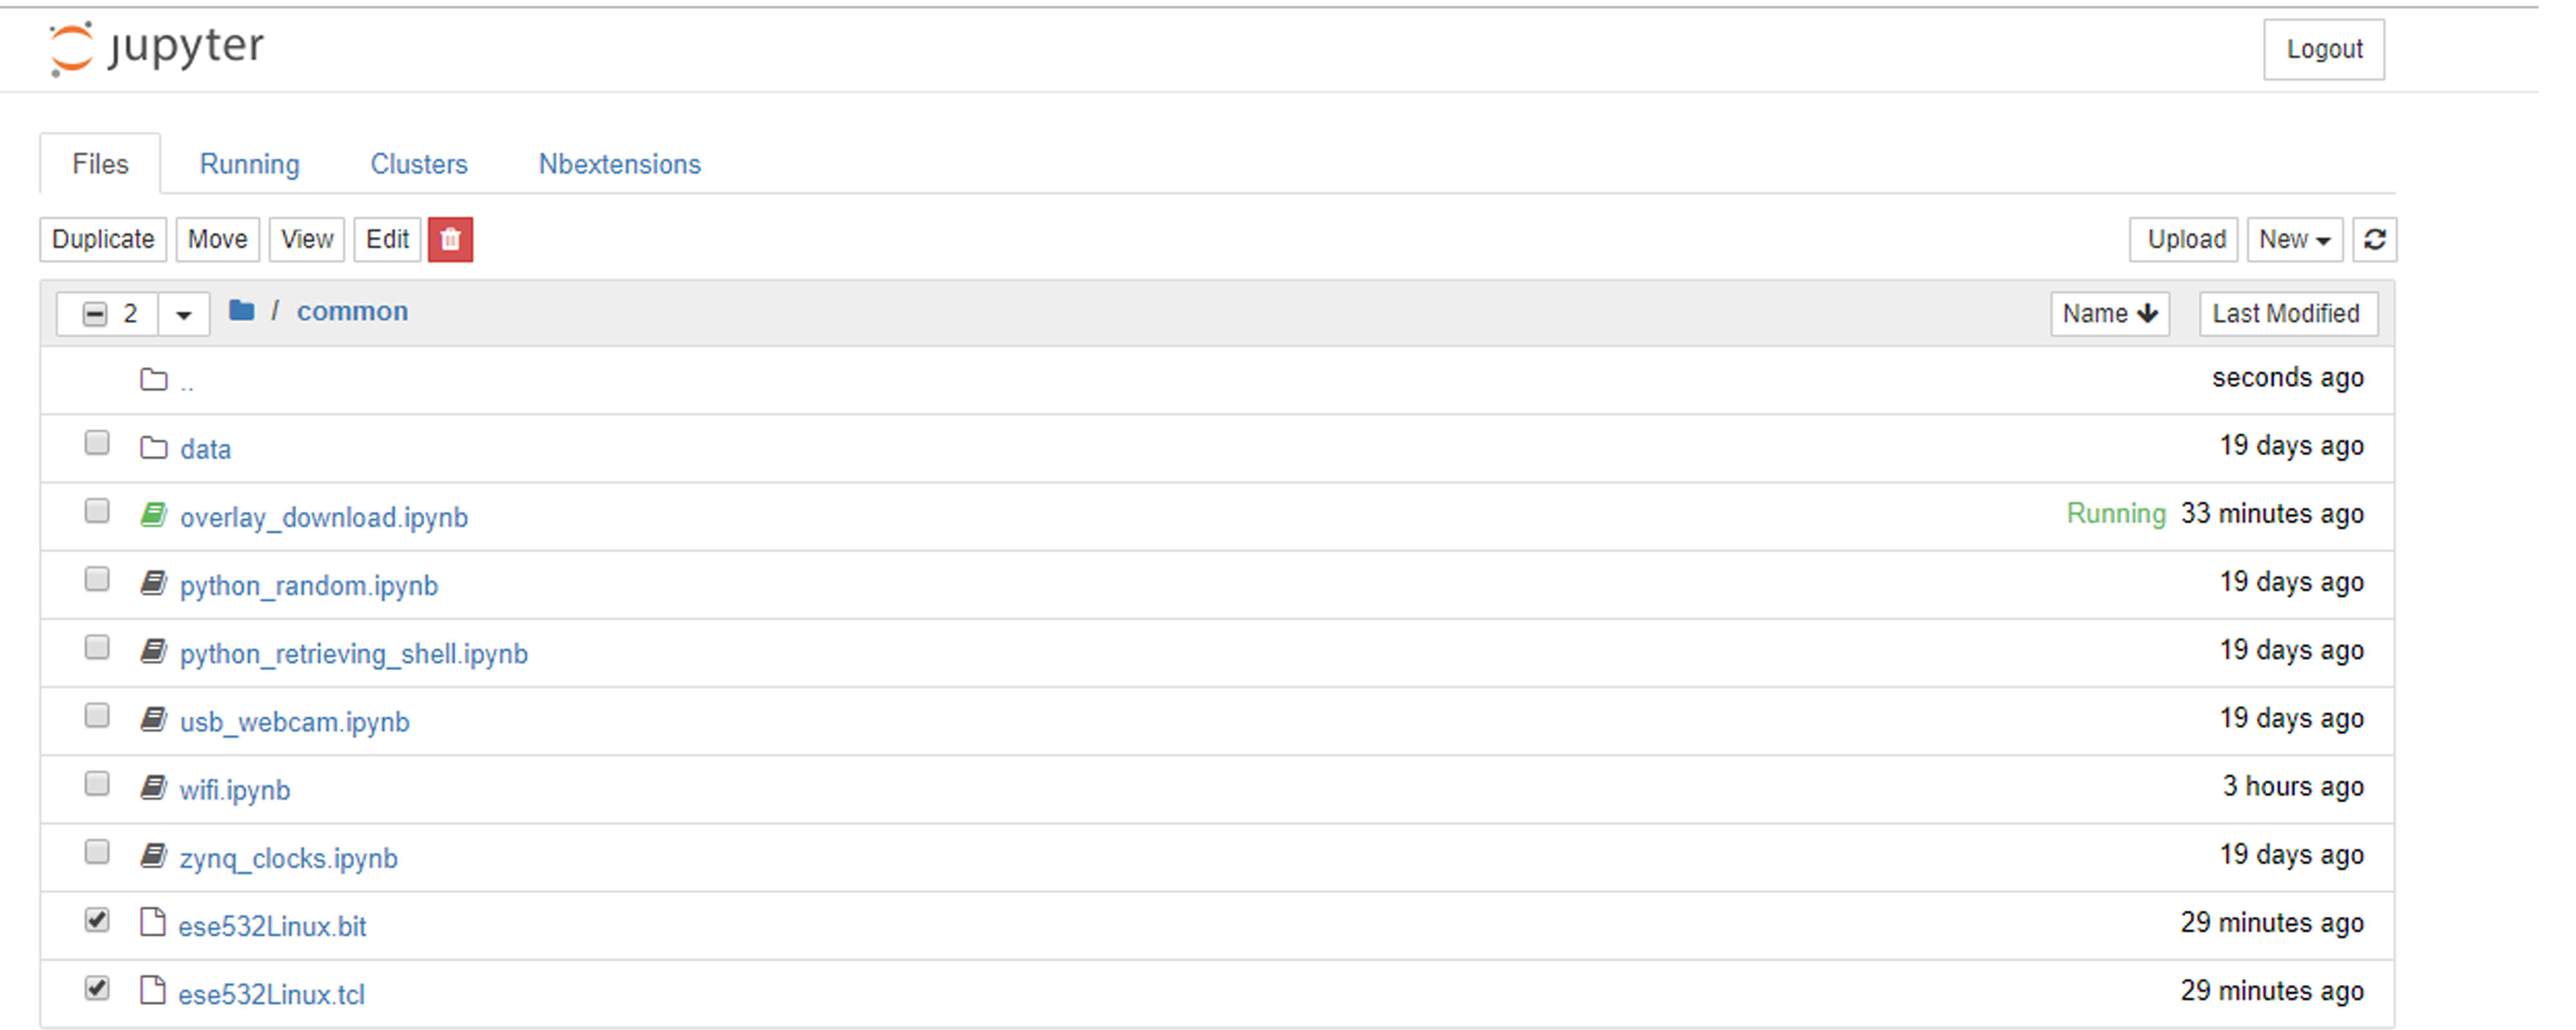 jupyter Logout
Files Running Clusters Nbextensions
Duplicate Move View Edit Upload New
2 / common Name Last Modified
.. seconds ago
data 19 days ago
overlay_download.ipynb Running 33 minutes ago
python_random.ipynb 19 days ago
python_retrieving_shell.ipynb 19 days ago
usb_webcam.ipynb 19 days ago
wifi.ipynb 3 hours ago
zynq_clocks.ipynb 19 days ago
ese532Linux.bit 29 minutes ago
ese532Linux.tcl 29 minutes ago